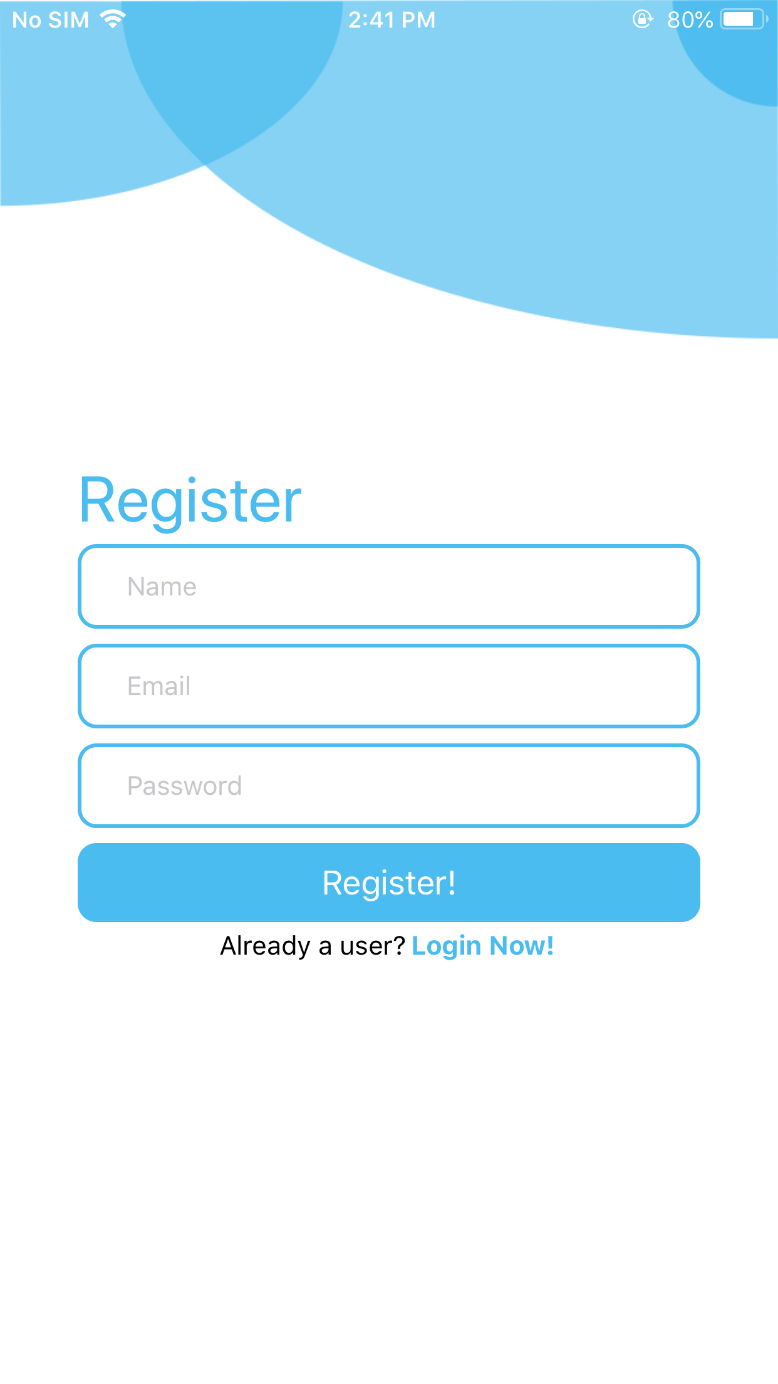 No SIM 2:41 PM 80%
Register
Name
Email
Password
Register!
Already a user? Login Now!